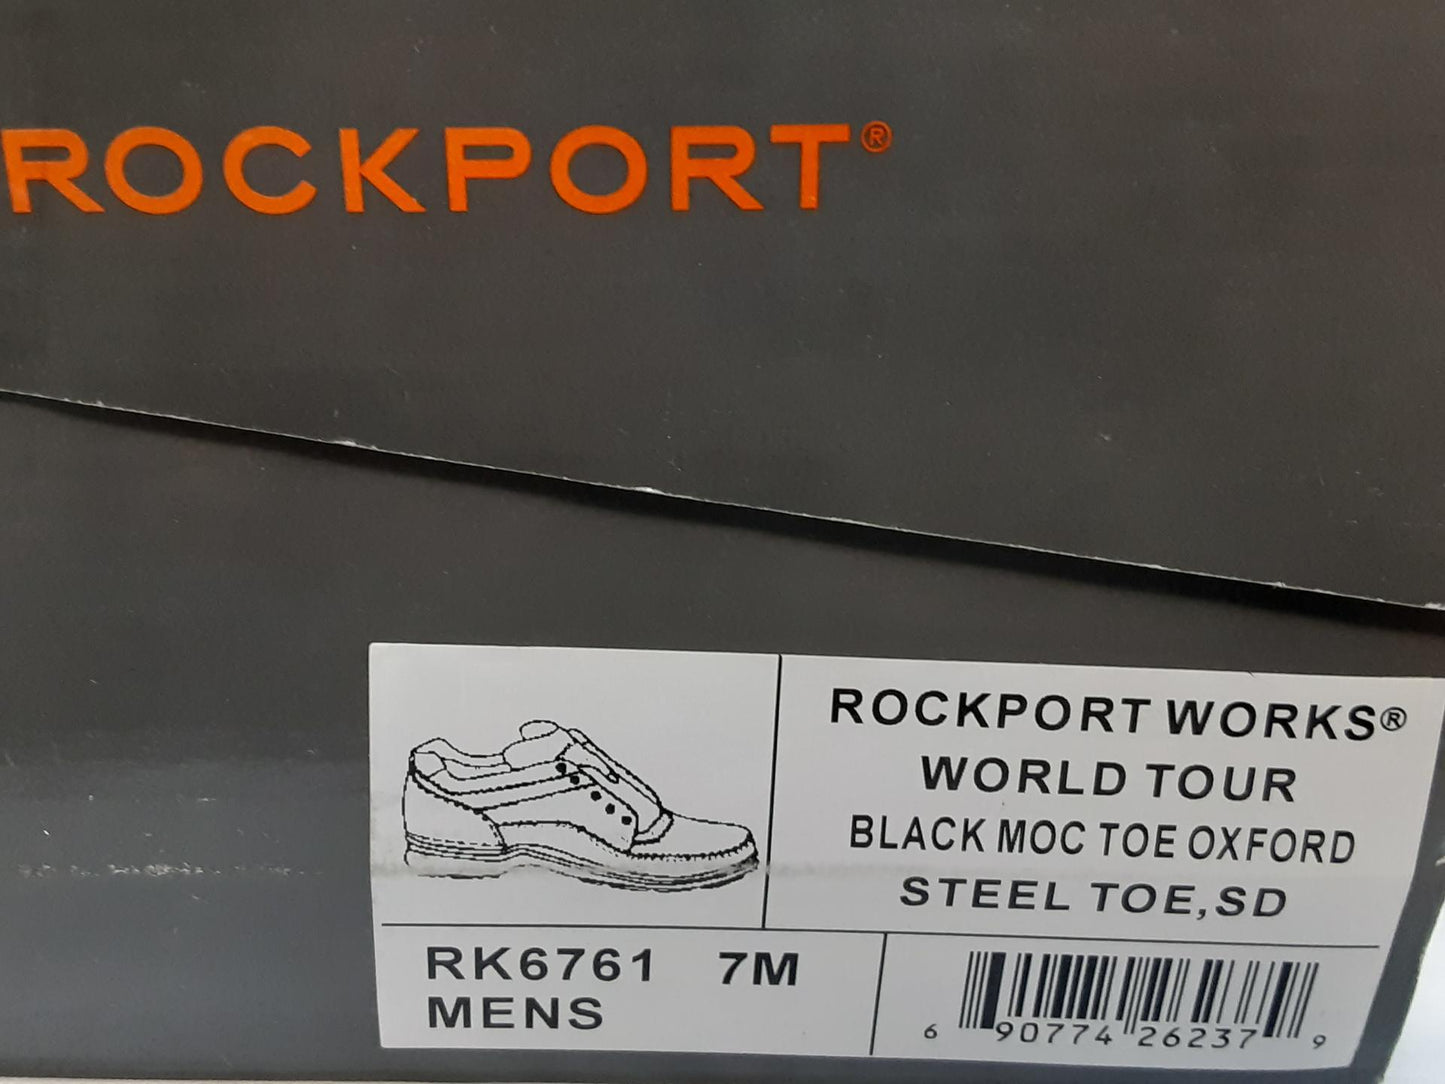 ROCKPORT®
ROCKPORT WORKS®
WORLD TOUR
BLACK MOC TOE OXFORD
STEEL TOE,SD
RK6761 7M
MENS
6 90774 26237 9